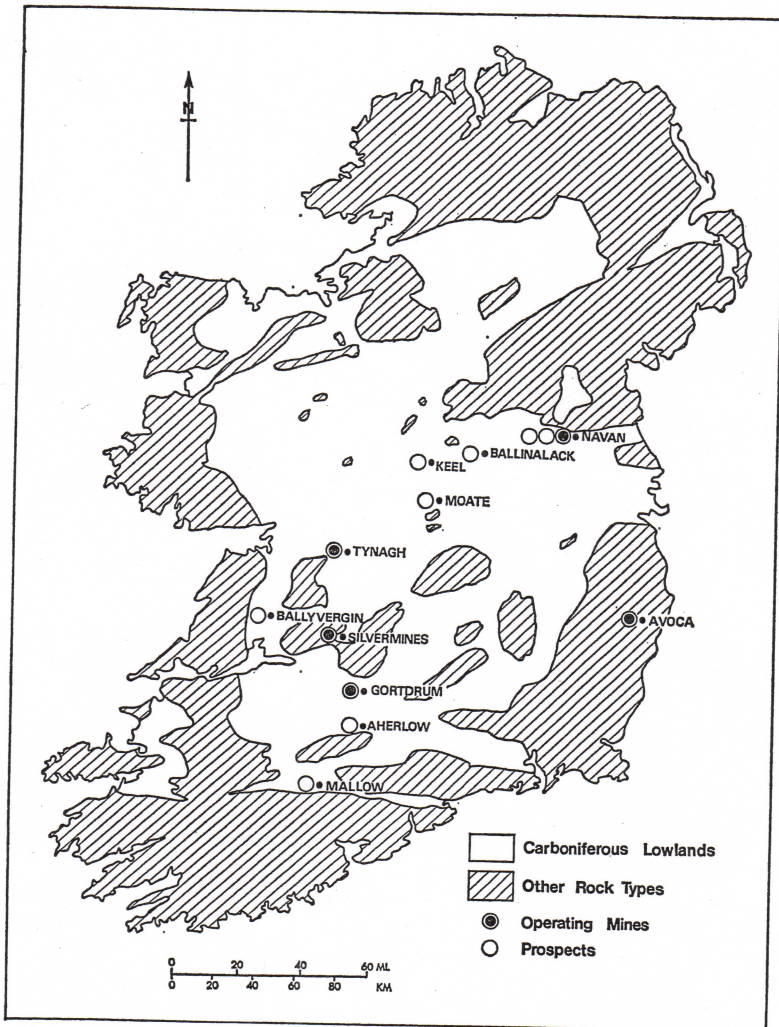 N
NAVAN
BALLINALACK
KEEL
MOATE
TYNAGH
BALLYVERGIN
SILVERMINES
AVOCA
GORTDRUM
AHERLOW
MALLOW
Carboniferous Lowlands
Other Rock Types
Operating Mines
Prospects
0 20 40 60 ML
0 20 40 60 80 KM